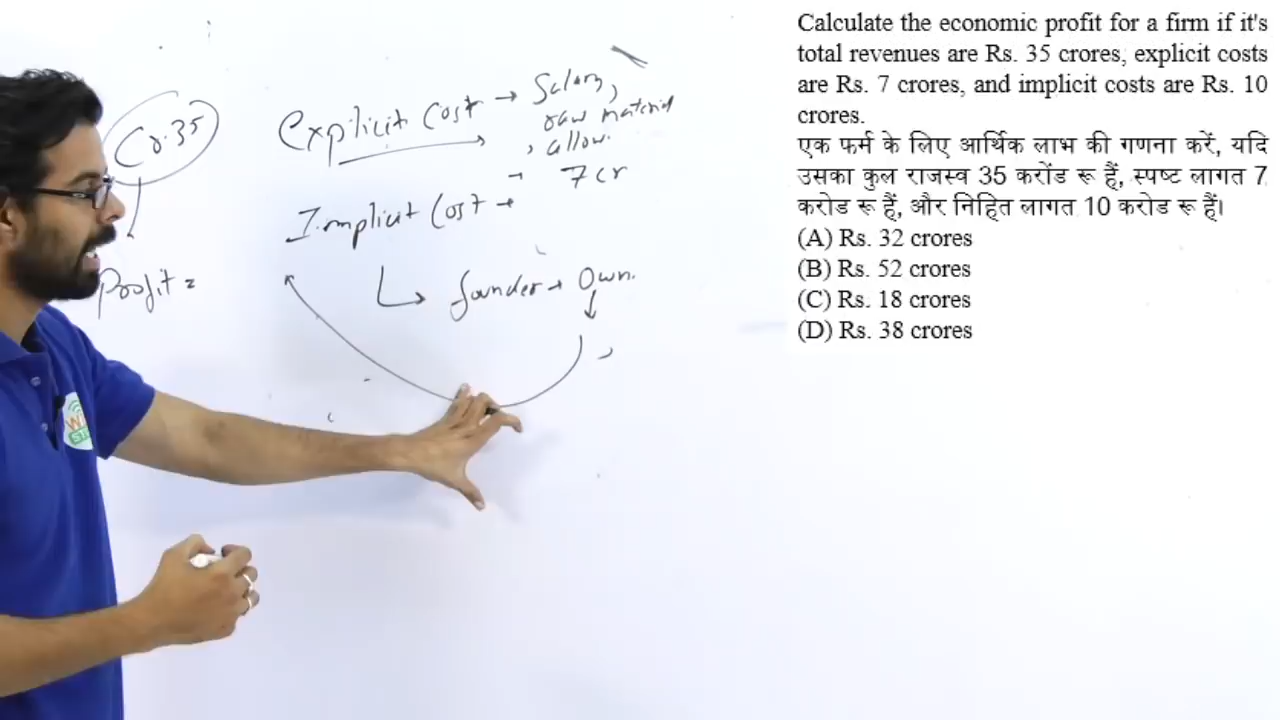 Calculate the economic profit for a firm if it's
total revenues are Rs. 35 crores, explicit costs
are Rs. 7 crores, and implicit costs are Rs. 10
crores.
एक फर्म के लिए आर्थिक लाभ की गणना करें, यदि
उसका कुल राजस्व 35 करोंड रू हैं, स्पष्ट लागत 7
करोड रू हैं, और निहित लागत 10 करोड रू हैं।
(A) Rs. 32 crores
(B) Rs. 52 crores
(C) Rs. 18 crores
(D) Rs. 38 crores
Cr.35
Explicit Cost → Salary,
raw material
, allow.
7 cr
Implicit Cost →
founder → Own.
Profit =